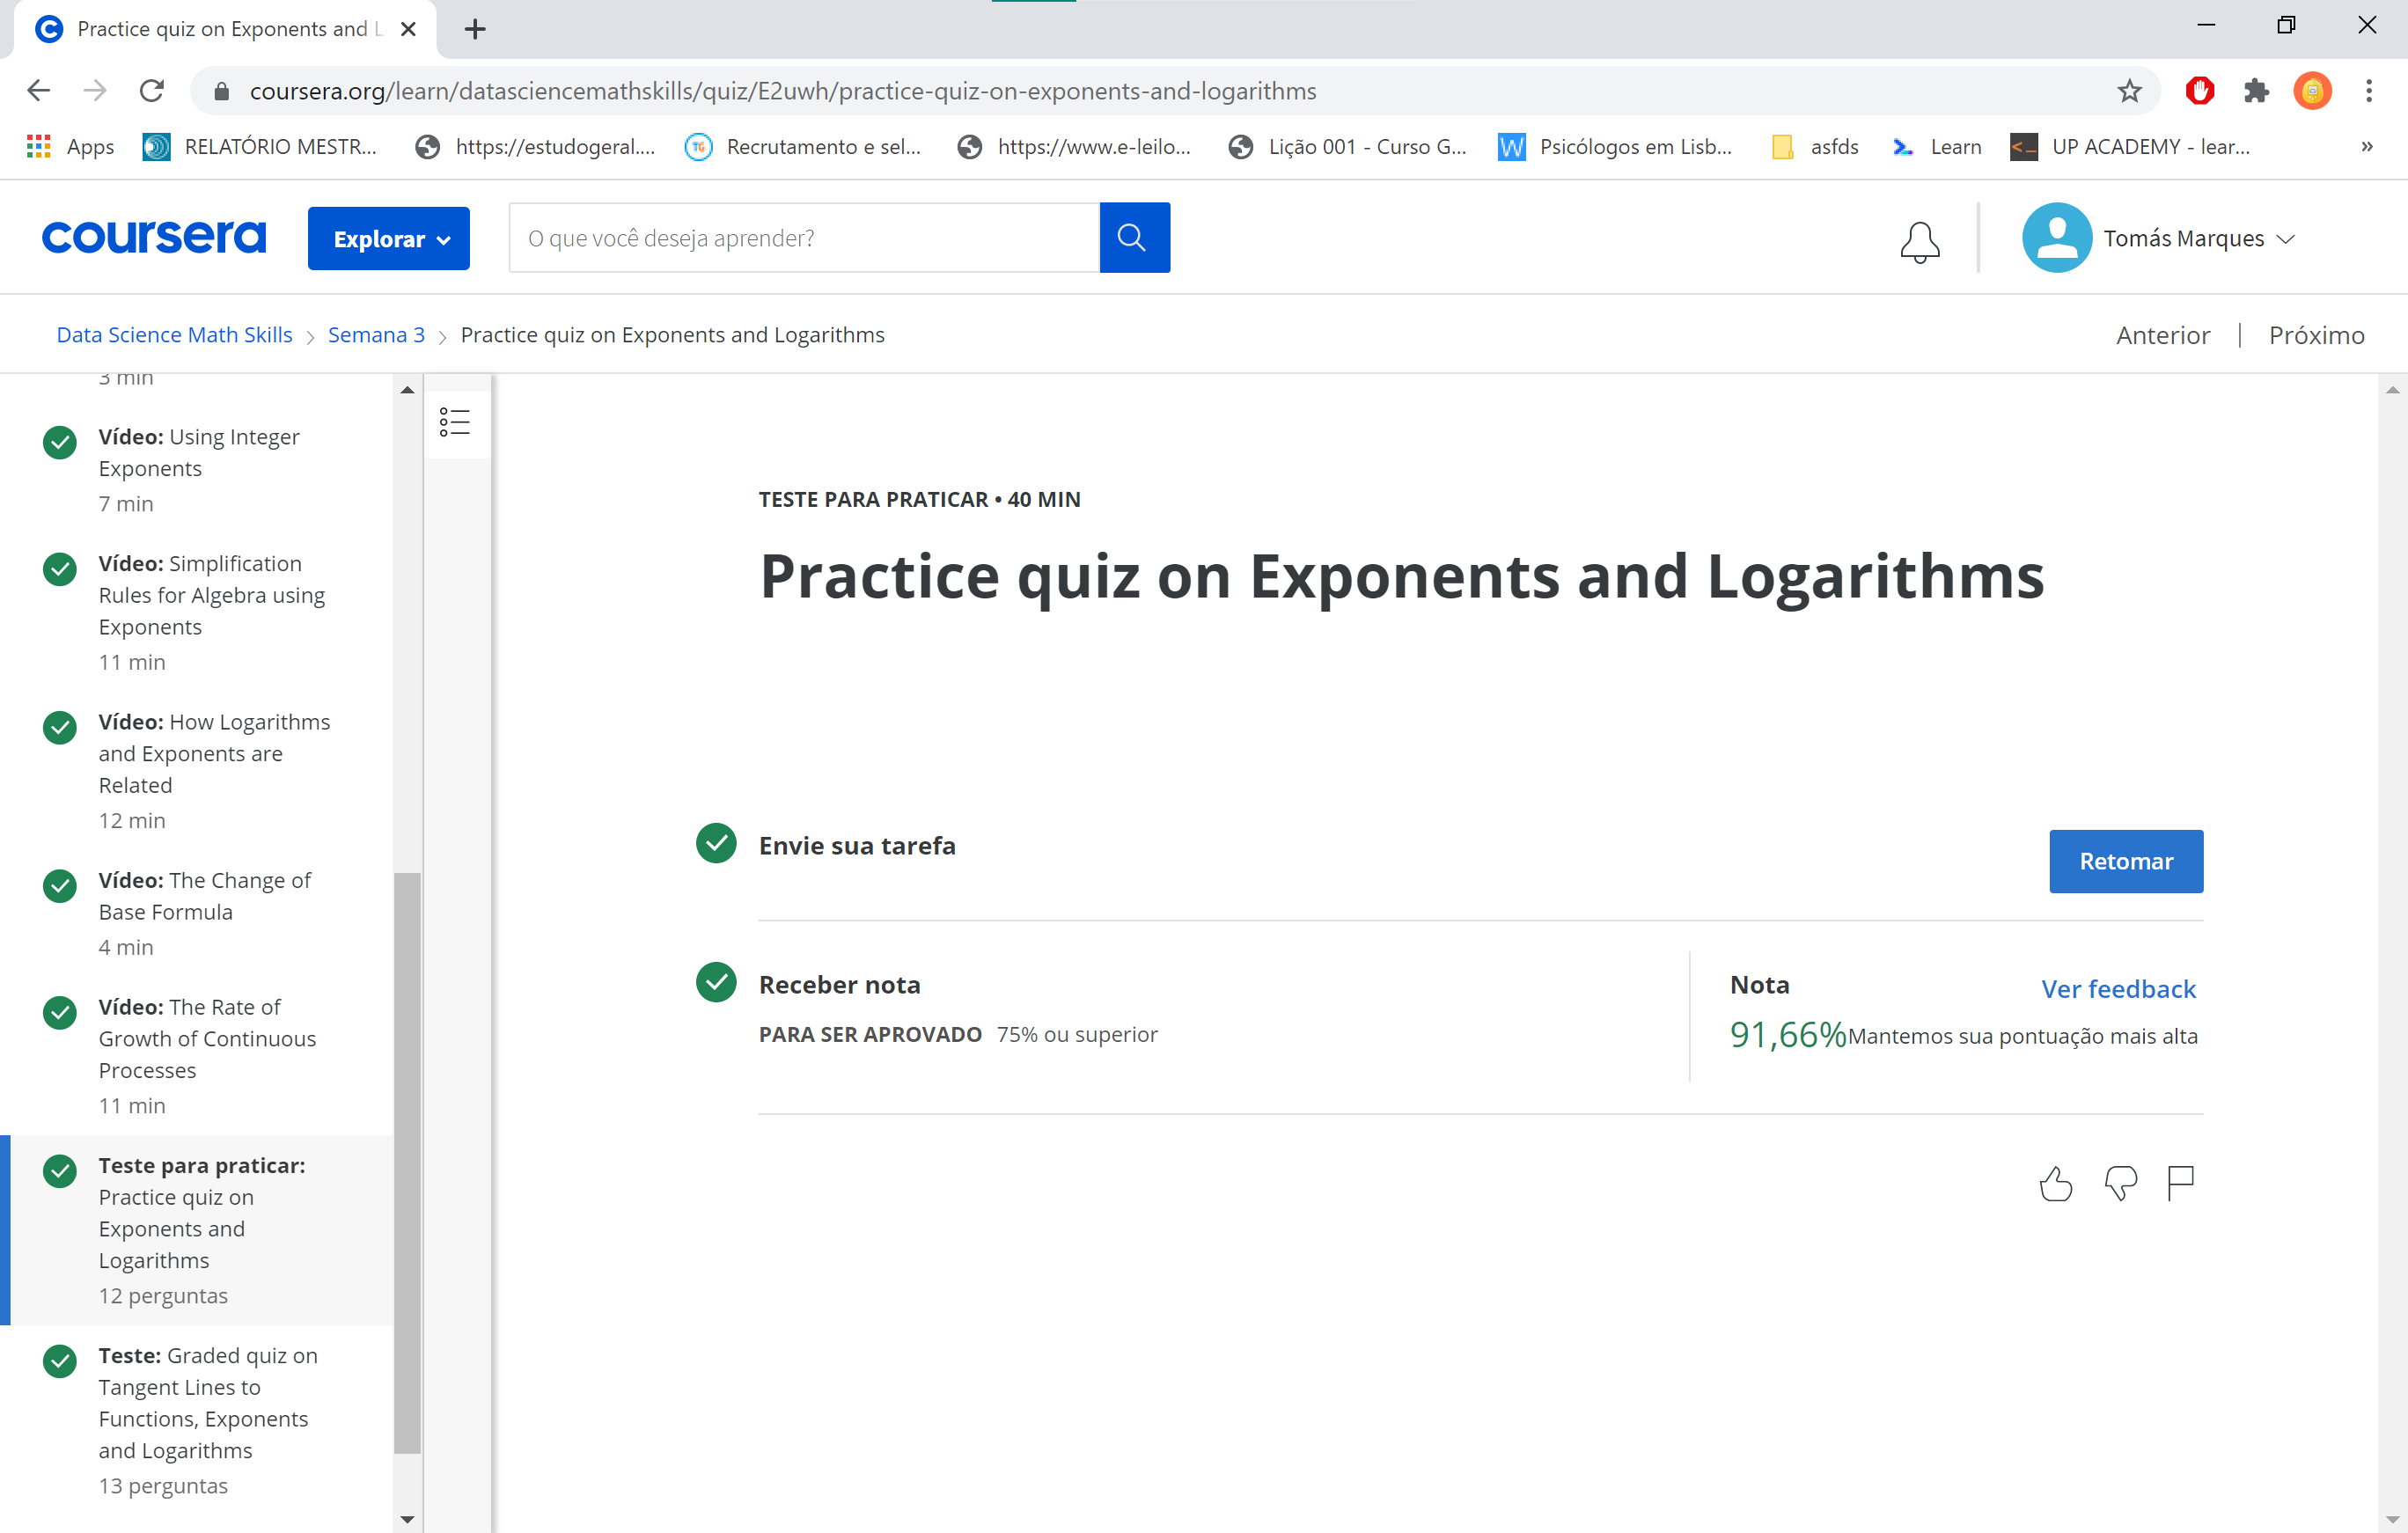 Practice quiz on Exponents and L
coursera.org/learn/datasciencemathskills/quiz/E2uwh/practice-quiz-on-exponents-and-logarithms
Apps
RELATÓRIO MESTR...
https://estudogeral....
TG
Recrutamento e sel...
https://www.e-leilo...
Lição 001 - Curso G...
W
Psicólogos em Lisb...
asfds
Learn
UP ACADEMY - lear...
»
coursera
Explorar
O que você deseja aprender?
Tomás Marques
Data Science Math Skills
Semana 3
Practice quiz on Exponents and Logarithms
Anterior
Próximo
3 min
Vídeo: Using Integer
Exponents
7 min
Vídeo: Simplification
Rules for Algebra using
Exponents
11 min
Vídeo: How Logarithms
and Exponents are
Related
12 min
Vídeo: The Change of
Base Formula
4 min
Vídeo: The Rate of
Growth of Continuous
Processes
11 min
Teste para praticar:
Practice quiz on
Exponents and
Logarithms
12 perguntas
Teste: Graded quiz on
Tangent Lines to
Functions, Exponents
and Logarithms
13 perguntas
TESTE PARA PRATICAR • 40 MIN
Practice quiz on Exponents and Logarithms
Envie sua tarefa
Retomar
Receber nota
PARA SER APROVADO 75% ou superior
Nota
Ver feedback
91,66% Mantemos sua pontuação mais alta